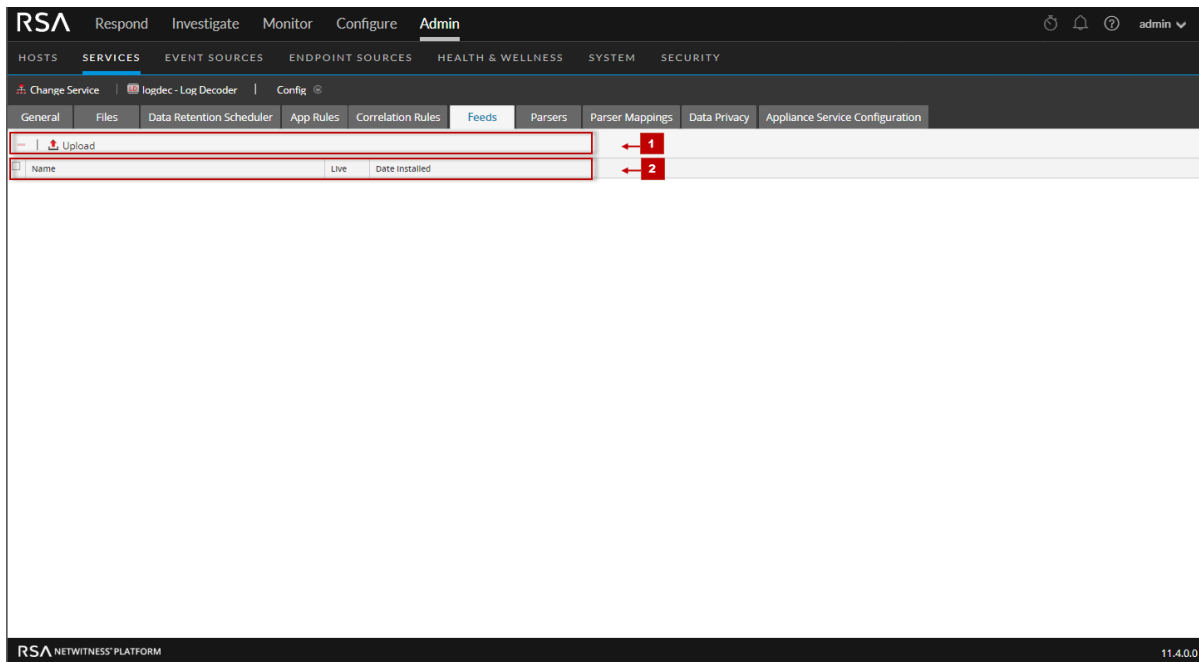 RSA Respond Investigate Monitor Configure Admin admin
HOSTS SERVICES EVENT SOURCES ENDPOINT SOURCES HEALTH & WELLNESS SYSTEM SECURITY
Change Service | logdec - Log Decoder | Config
General Files Data Retention Scheduler App Rules Correlation Rules Feeds Parsers Parser Mappings Data Privacy Appliance Service Configuration
Upload 1
Name Live Date Installed 2
RSA NETWITNESS® PLATFORM 11.4.0.0